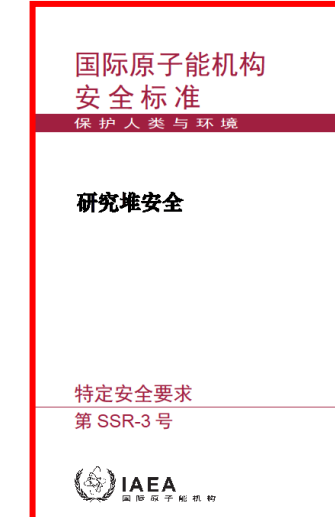 国际原子能机构
安全标准
保护人类与环境
研究堆安全
特定安全要求
第 SSR-3 号
IAEA
国际原子能机构